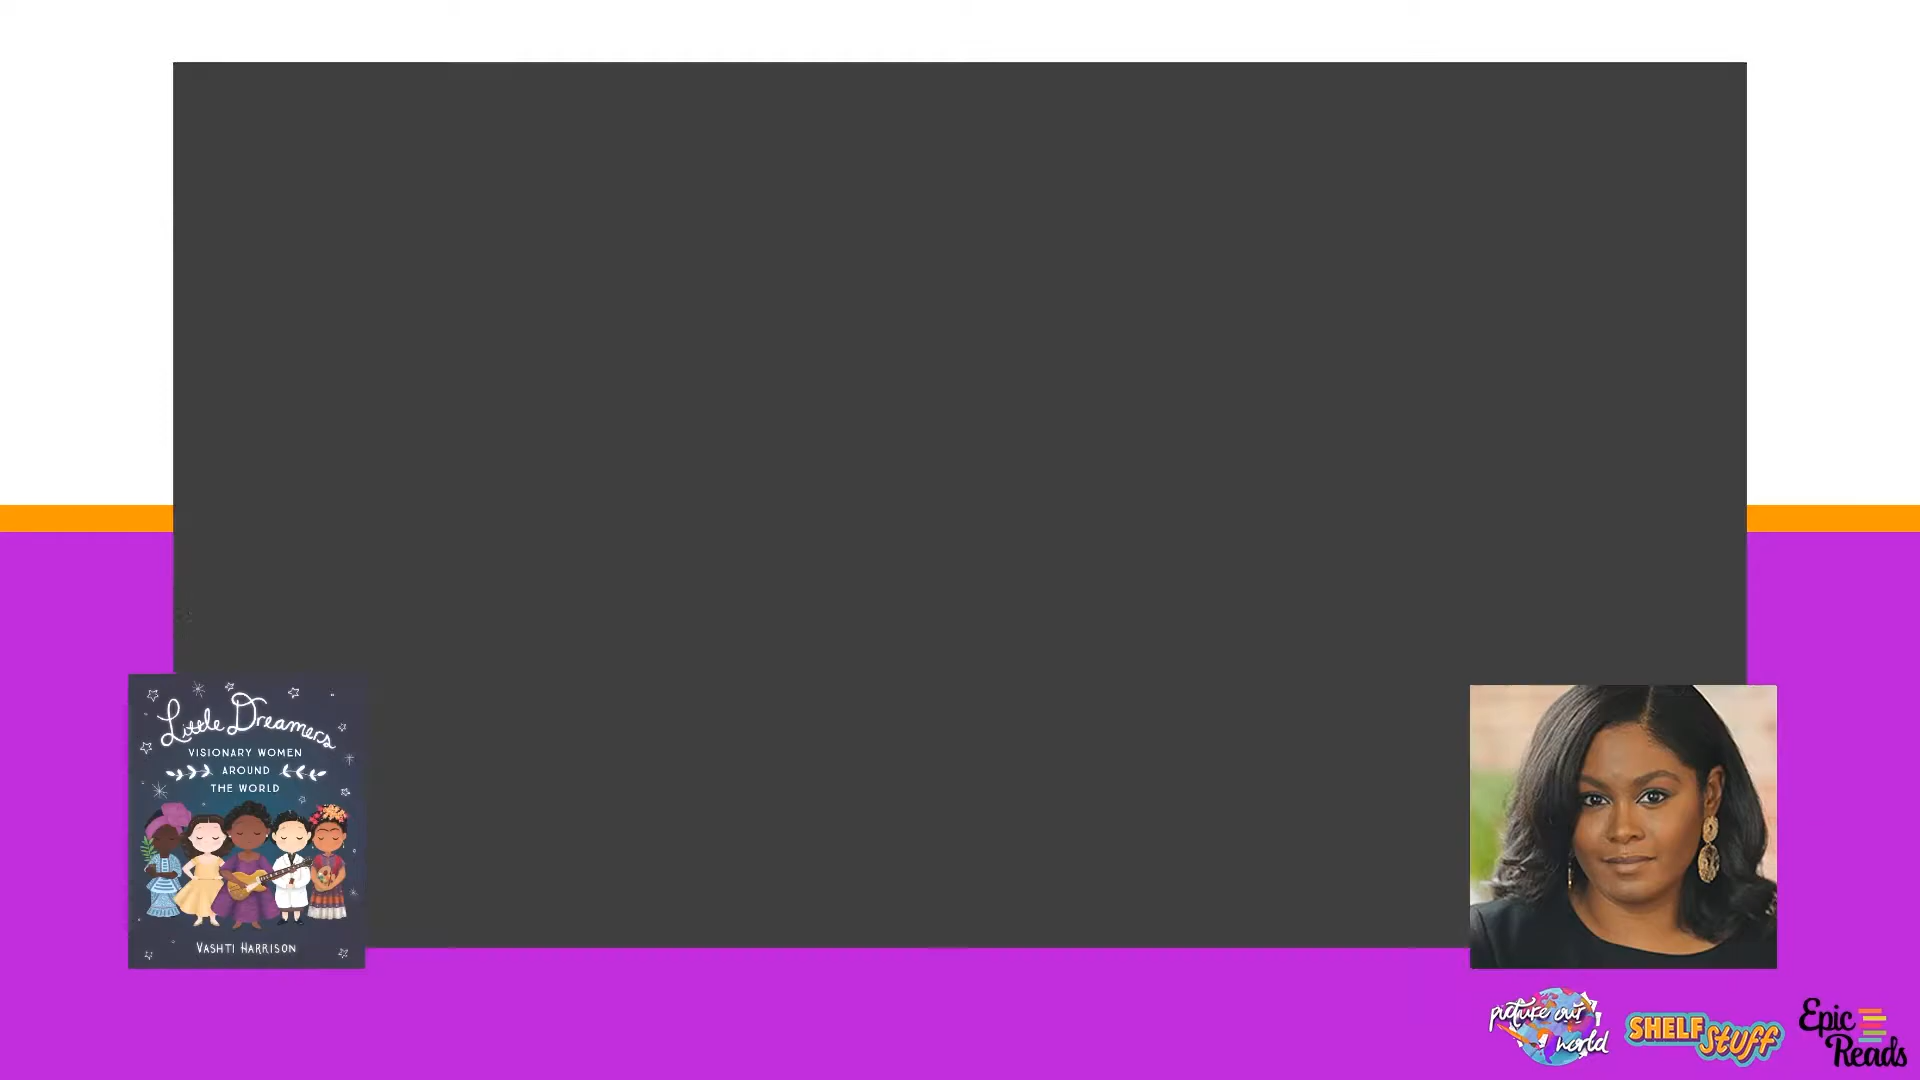 Little Dreamers
VISIONARY WOMEN
AROUND
THE WORLD
VASHTI HARRISON
picture our
world
SHELF
STUFF
Epic
Reads